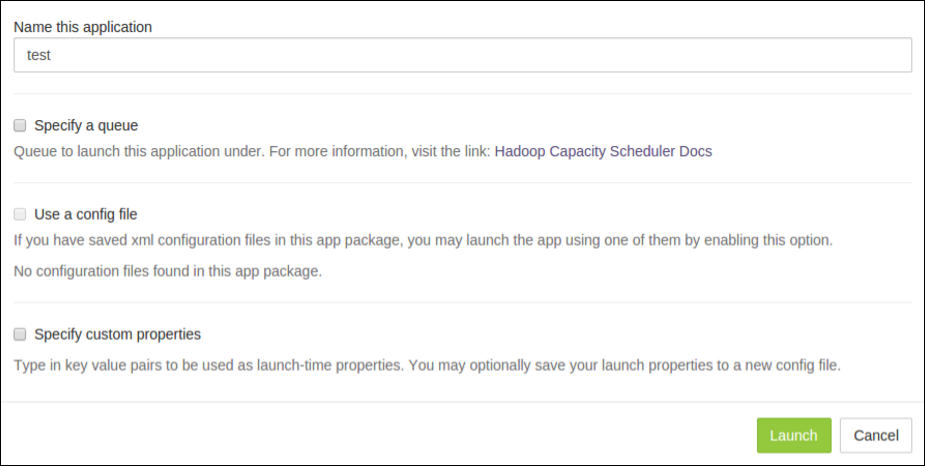 Name this application
test
Specify a queue
Queue to launch this application under. For more information, visit the link: Hadoop Capacity Scheduler Docs
Use a config file
If you have saved xml configuration files in this app package, you may launch the app using one of them by enabling this option.
No configuration files found in this app package.
Specify custom properties
Type in key value pairs to be used as launch-time properties. You may optionally save your launch properties to a new config file.
Launch Cancel